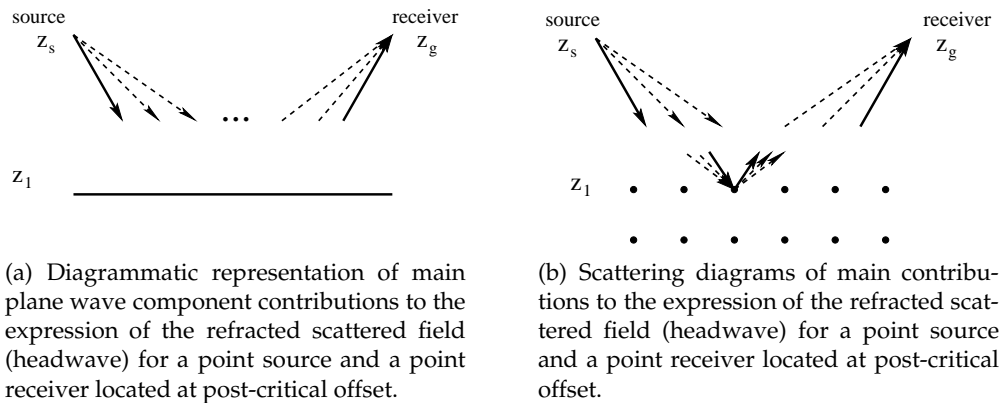 source
receiver
z_s
z_g
...
z_1
(a) Diagrammatic representation of main
plane wave component contributions to the
expression of the refracted scattered field
(headwave) for a point source and a point
receiver located at post-critical offset.
source
receiver
z_s
z_g
z_1
(b) Scattering diagrams of main contribu-
tions to the expression of the refracted scat-
tered field (headwave) for a point source
and a point receiver located at post-critical
offset.